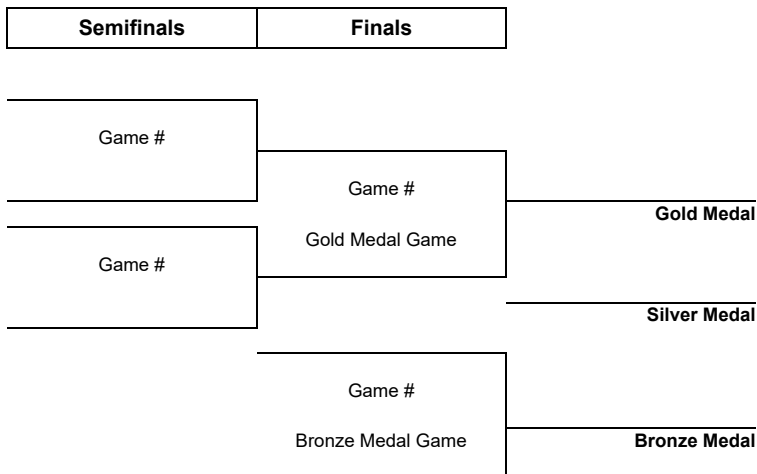 Semifinals Finals
Game #
Game #
Gold Medal
Gold Medal Game
Game #
Silver Medal
Game #
Bronze Medal Game Bronze Medal